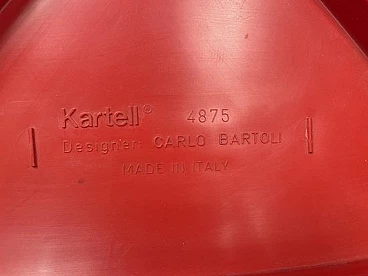 Kartell® 4875
Designer: CARLO BARTOLI
MADE IN ITALY